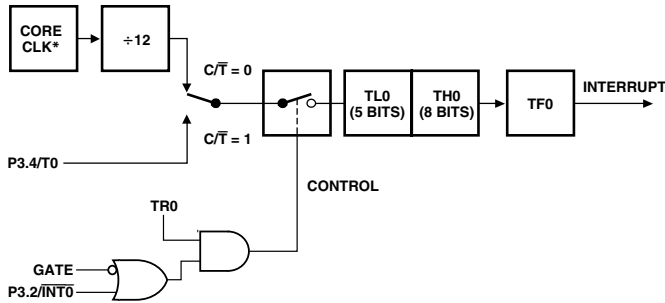 CORE
CLK*
÷12
C/T̅ = 0
C/T̅ = 1
TL0
(5 BITS)
TH0
(8 BITS)
TF0
INTERRUPT
P3.4/T0
CONTROL
TR0
GATE
P3.2/I̅N̅T̅0̅